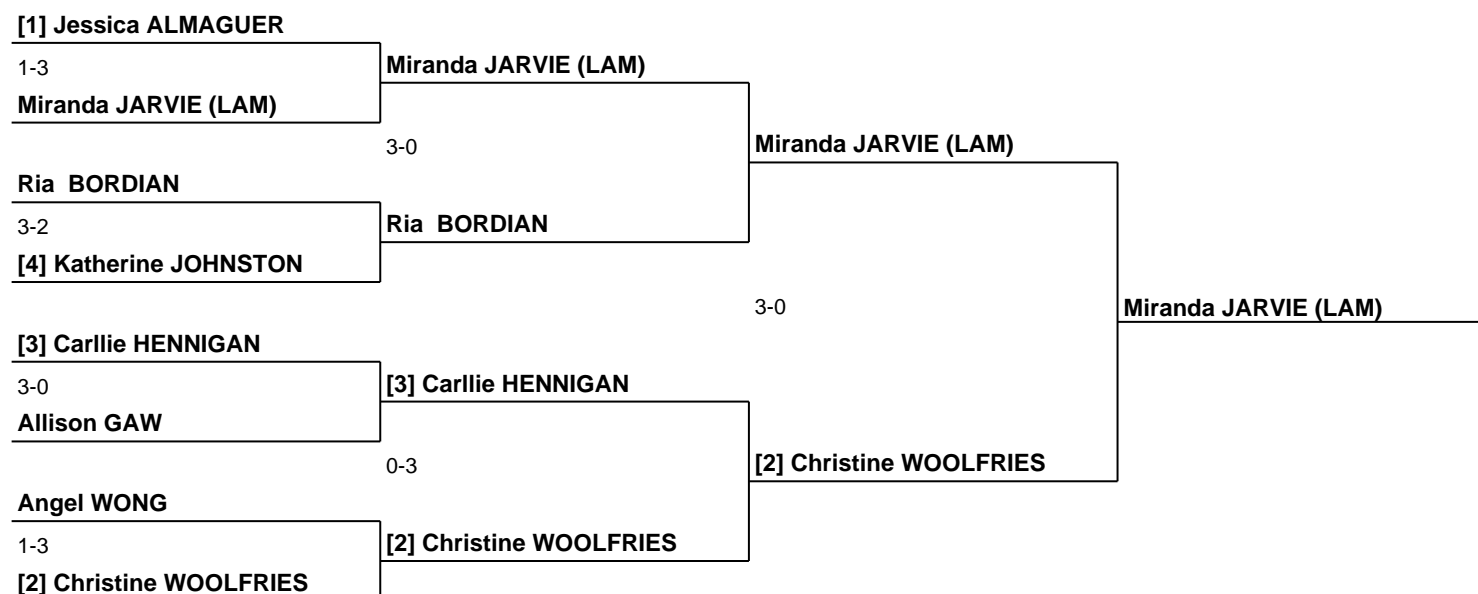 [1] Jessica ALMAGUER
1-3
Miranda JARVIE (LAM)
Miranda JARVIE (LAM)
3-0
Miranda JARVIE (LAM)
Ria BORDIAN
3-2
Ria BORDIAN
[4] Katherine JOHNSTON
3-0
Miranda JARVIE (LAM)
[3] Carllie HENNIGAN
3-0
[3] Carllie HENNIGAN
Allison GAW
0-3
[2] Christine WOOLFRIES
Angel WONG
1-3
[2] Christine WOOLFRIES
[2] Christine WOOLFRIES